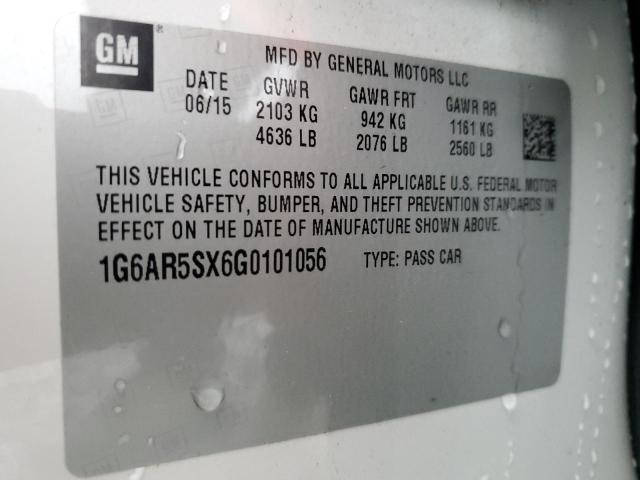 GM
MFD BY GENERAL MOTORS LLC
DATE GVWR GAWR FRT GAWR RR
06/15 2103 KG 942 KG 1161 KG
4636 LB 2076 LB 2560 LB
THIS VEHICLE CONFORMS TO ALL APPLICABLE U.S. FEDERAL MOTOR
VEHICLE SAFETY, BUMPER, AND THEFT PREVENTION STANDARDS IN
EFFECT ON THE DATE OF MANUFACTURE SHOWN ABOVE.
1G6AR5SX6G0101056 TYPE: PASS CAR